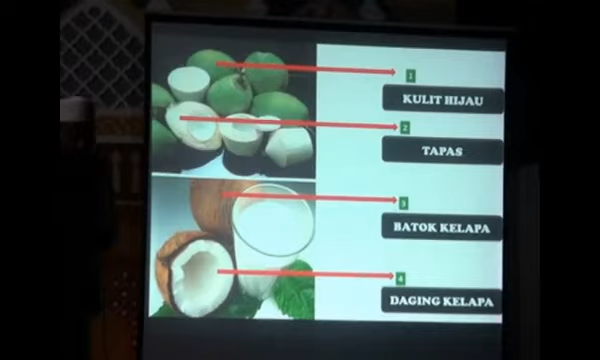 1
KULIT HIJAU
2
TAPAS
3
BATOK KELAPA
4
DAGING KELAPA